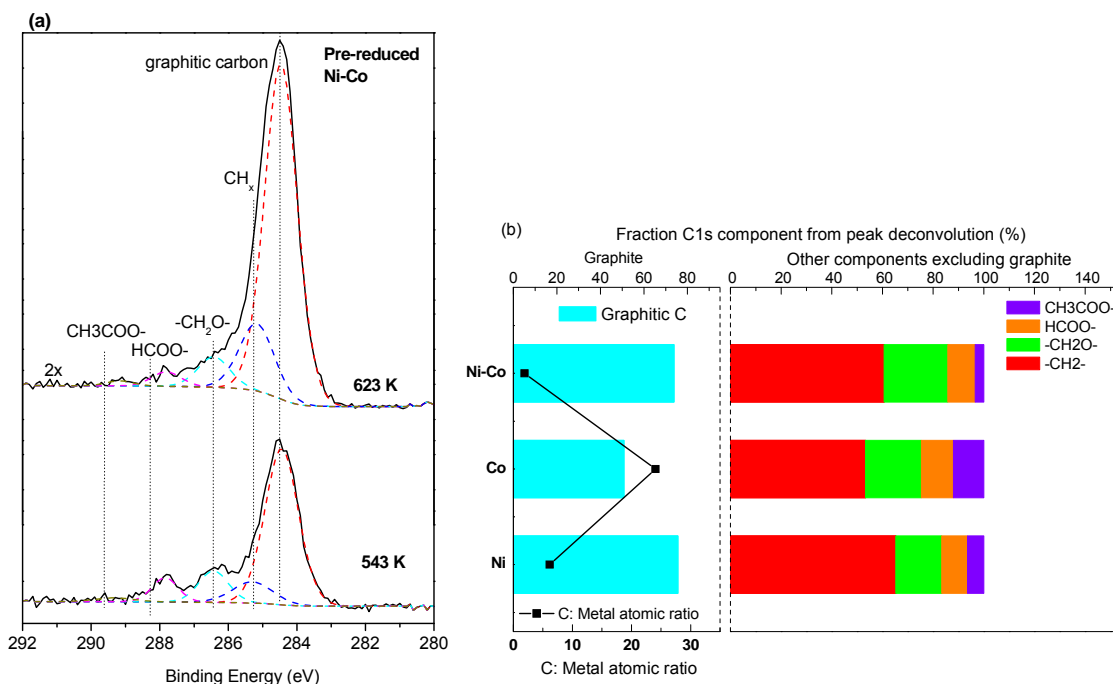 (a)
graphitic carbon
Pre-reduced
Ni-Co
CHx
CH3COO-
-CH2O-
HCOO-
2x
623 K
543 K
292 290 288 286 284 282 280
Binding Energy (eV)
(b)
Fraction C1s component from peak deconvolution (%)
Graphite
Other components excluding graphite
0 20 40 60 80 100
0 20 40 60 80 100 120 140
Graphitic C
CH3COO-
HCOO-
-CH2O-
-CH2-
Ni-Co
Co
Ni
C: Metal atomic ratio
0 10 20 30
C: Metal atomic ratio